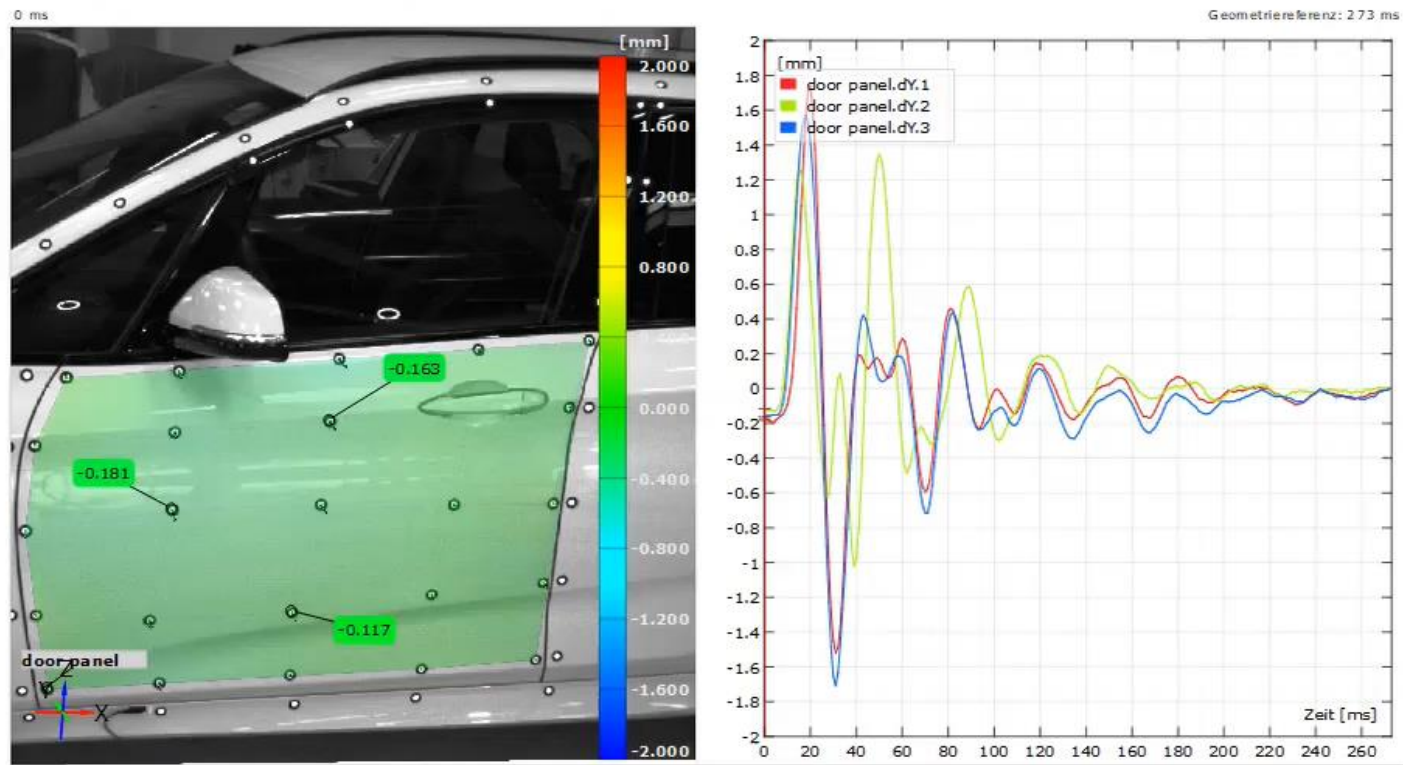 0 ms
Geometriereferenz: 273 ms
[mm]
2.000
1.600
1.200
0.800
0.000
-0.400
-0.800
-1.200
-1.600
-2.000
-0.163
-0.181
-0.117
door panel
Z
Y
X
2
1.8
1.6
1.4
1.2
1
0.8
0.6
0.4
0.2
0
-0.2
-0.4
-0.6
-0.8
-1
-1.2
-1.4
-1.6
-1.8
-2
[mm]
door panel.dY.1
door panel.dY.2
door panel.dY.3
Zeit [ms]
0 20 40 60 80 100 120 140 160 180 200 220 240 260